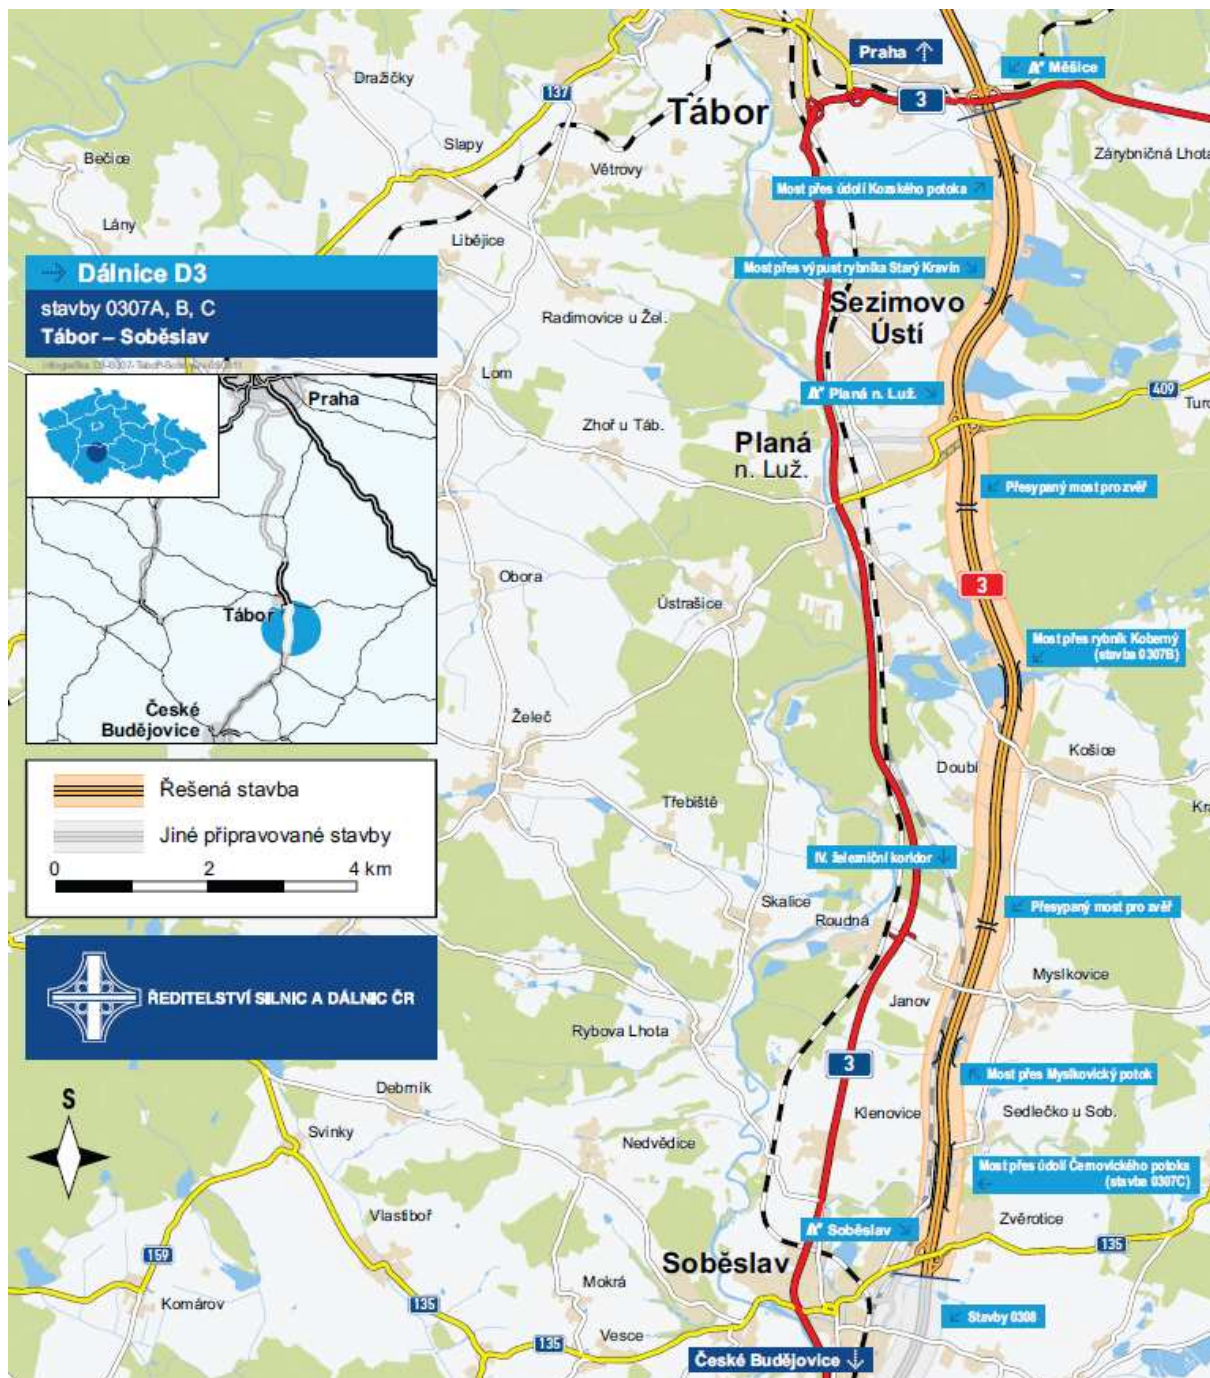 Praha
Měšice
Dražičky
137
Tábor
3
Slapy
Bečice
Větrovy
Zárybničná Lhota
Most přes údolí Kozského potoka
Lány
Libějice
Dálnice D3
stavby 0307A, B, C
Tábor – Soběslav
Most přes výpust rybníka Starý Kravín
Sezimovo
Ústí
Radimovice u Žel.
Praha
Lom
Planá n. Luž.
409
Turo
Zhoř u Táb.
Planá
n. Luž.
Přesypaný most pro zvěř
Obora
3
Ústrašice
Tábor
Most přes rybník Koberný
(stavba 0307B)
České
Budějovice
Želeč
Košice
Doubí
Řešená stavba
Jiné připravované stavby
0 2 4 km
Třebiště
Kra
IV. železniční koridor
Skalice
Roudná
Přesypaný most pro zvěř
Myslkovice
ŘEDITELSTVÍ SILNIC A DÁLNIC ČR
Janov
Rybova Lhota
3
Most přes Myslkovický potok
S
Debrník
Klenovice
Sedlečko u Sob.
Svinky
Nedvědice
Most přes údolí Černovického potoka
(stavba 0307C)
Vlastiboř
Soběslav
Zvěrotice
159
135
Soběslav
Mokrá
Komárov
135
Stavby 0308
Vesce
135
České Budějovice